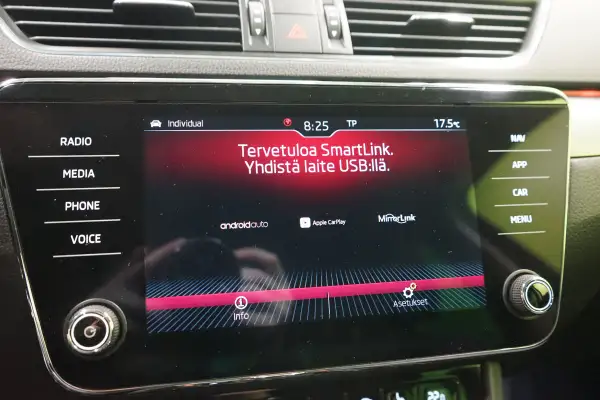 Individual 8:25 TP 17.5°C
Tervetuloa SmartLink.
Yhdistä laite USB:llä.
androidauto Apple CarPlay MirrorLink
Info Asetukset
RADIO
MEDIA
PHONE
VOICE
NAV
APP
CAR
MENU